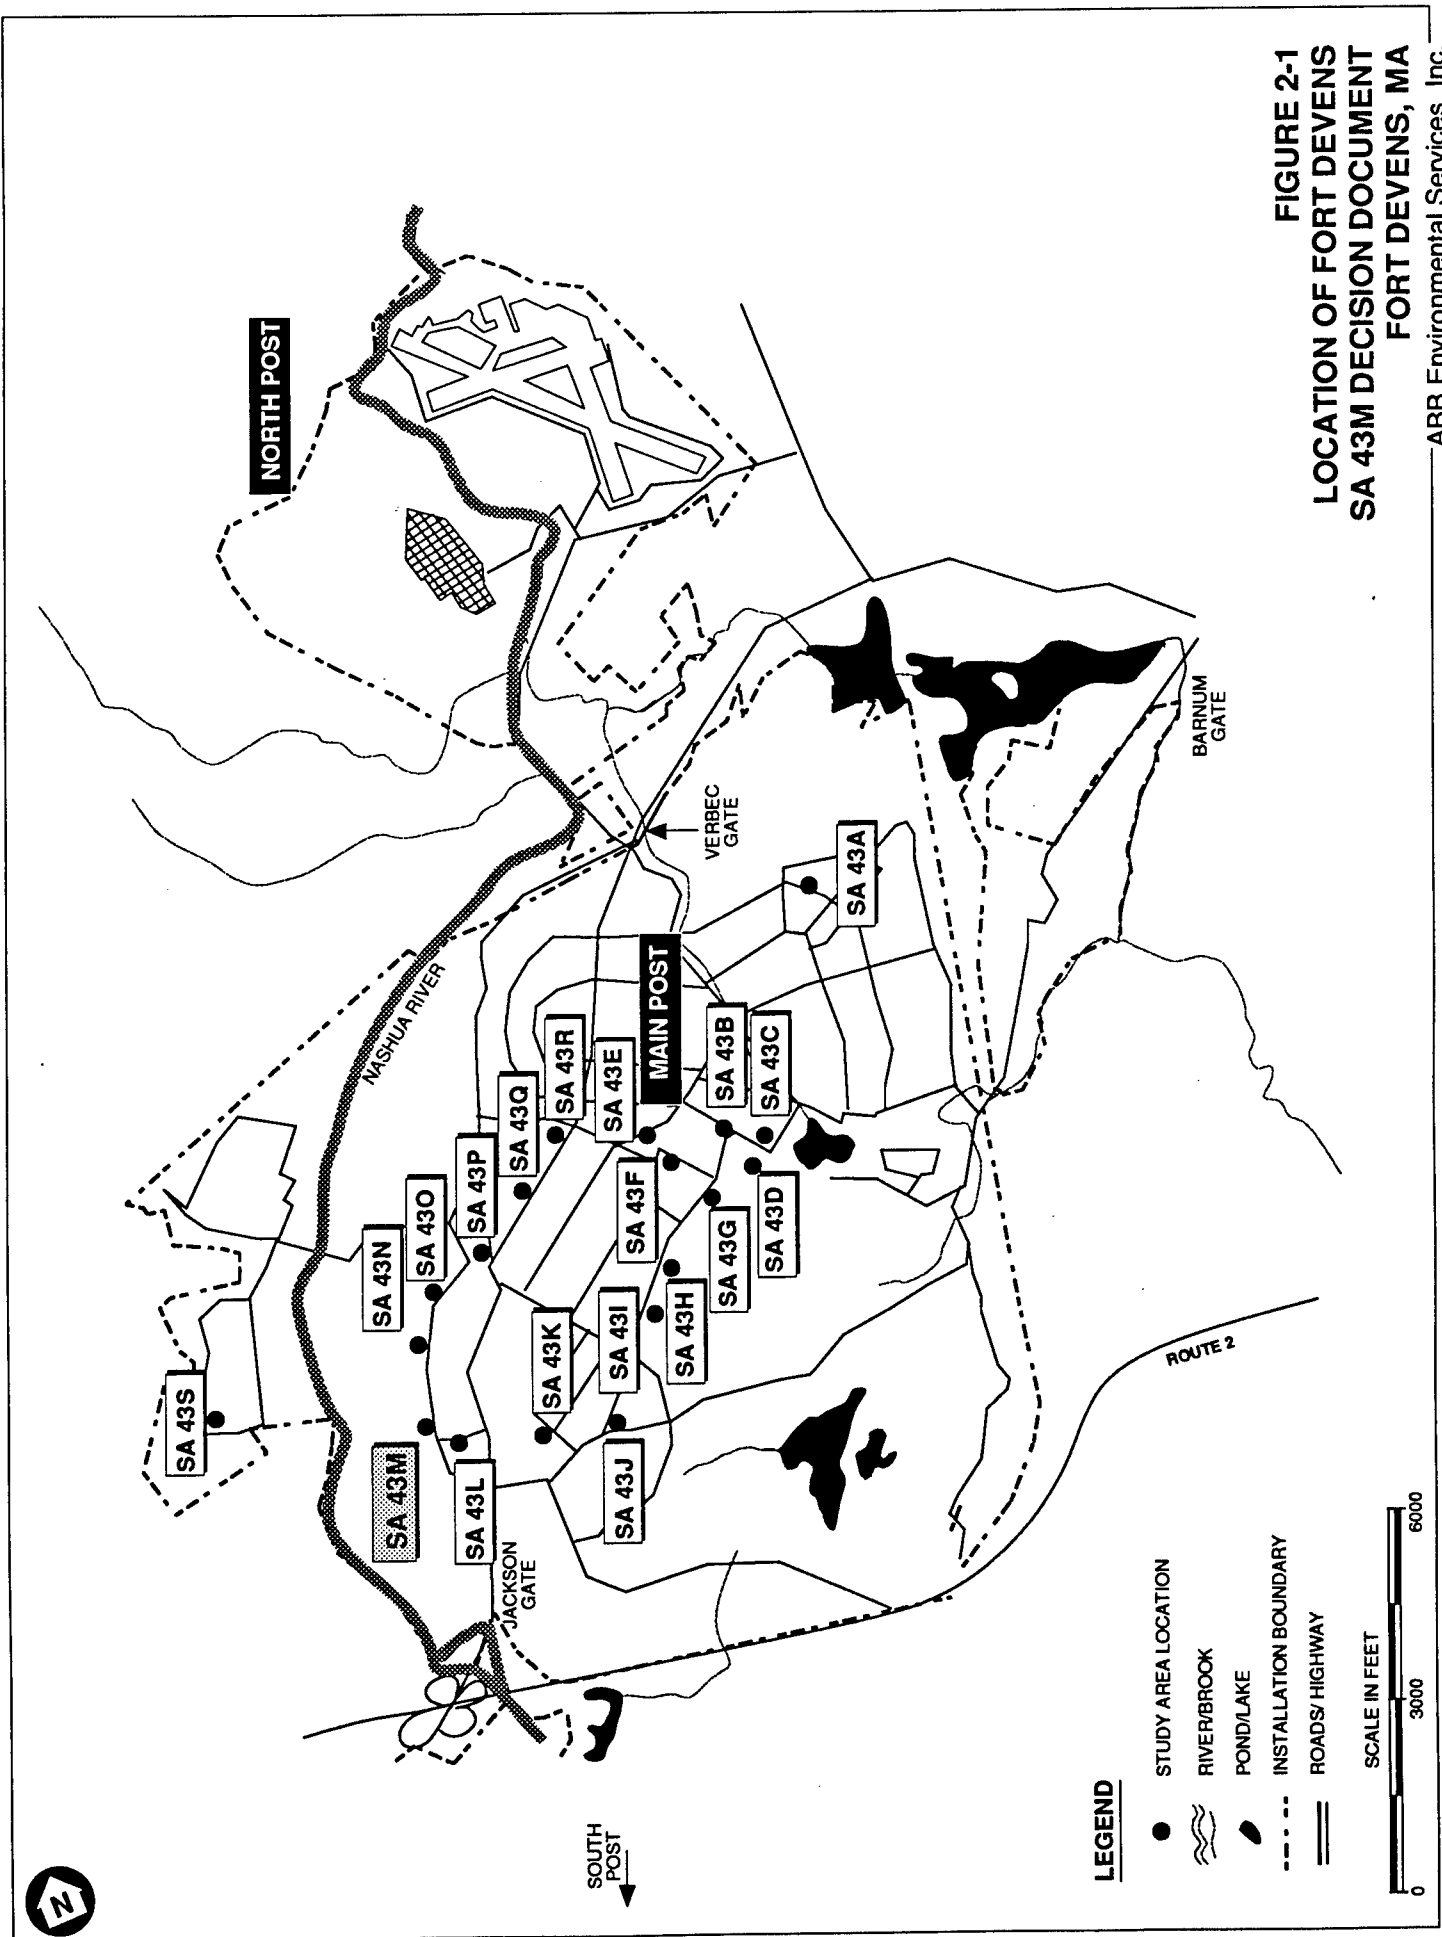 N
NORTH POST
NASHUA RIVER
VERBEC
GATE
BARNUM
GATE
SA 43A
MAIN POST
SA 43B
SA 43C
SA 43R
SA 43E
SA 43Q
SA 43P
SA 43O
SA 43N
SA 43F
SA 43D
SA 43G
SA 43H
SA 43I
SA 43K
SA 43S
SA 43M
SA 43L
SA 43J
JACKSON
GATE
ROUTE 2
SOUTH
POST
LEGEND
STUDY AREA LOCATION
RIVER/BROOK
POND/LAKE
INSTALLATION BOUNDARY
ROADS/HIGHWAY
SCALE IN FEET
0 3000 6000
FIGURE 2-1
LOCATION OF FORT DEVENS
SA 43M DECISION DOCUMENT
FORT DEVENS, MA
ABB Environmental Services, Inc.